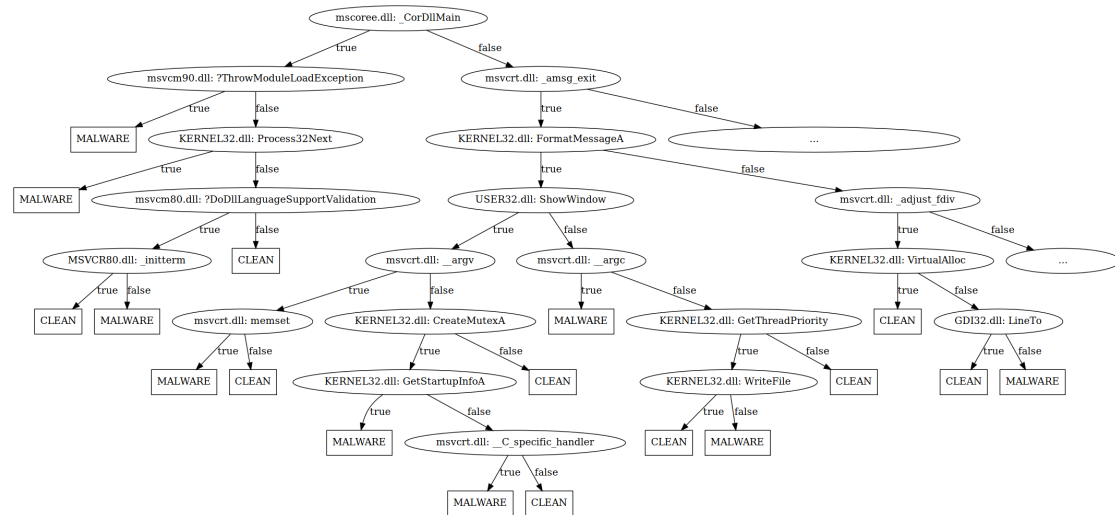 mscoree.dll: _CorDllMain
true
false
msvcm90.dll: ?ThrowModuleLoadException
msvcrt.dll: _amsg_exit
true
false
true
false
MALWARE
KERNEL32.dll: Process32Next
KERNEL32.dll: FormatMessageA
...
true
false
true
false
MALWARE
msvcm80.dll: ?DoDllLanguageSupportValidation
USER32.dll: ShowWindow
msvcrt.dll: _adjust_fdiv
true
false
true
false
true
false
MSVCR80.dll: _initterm
CLEAN
msvcrt.dll: __argv
msvcrt.dll: __argc
KERNEL32.dll: VirtualAlloc
...
true
false
true
false
true
false
true
false
CLEAN
MALWARE
msvcrt.dll: memset
KERNEL32.dll: CreateMutexA
MALWARE
KERNEL32.dll: GetThreadPriority
CLEAN
GDI32.dll: LineTo
true
false
true
false
true
false
true
false
MALWARE
CLEAN
KERNEL32.dll: GetStartupInfoA
CLEAN
KERNEL32.dll: WriteFile
CLEAN
CLEAN
MALWARE
true
false
true
false
MALWARE
msvcrt.dll: __C_specific_handler
CLEAN
MALWARE
true
false
MALWARE
CLEAN